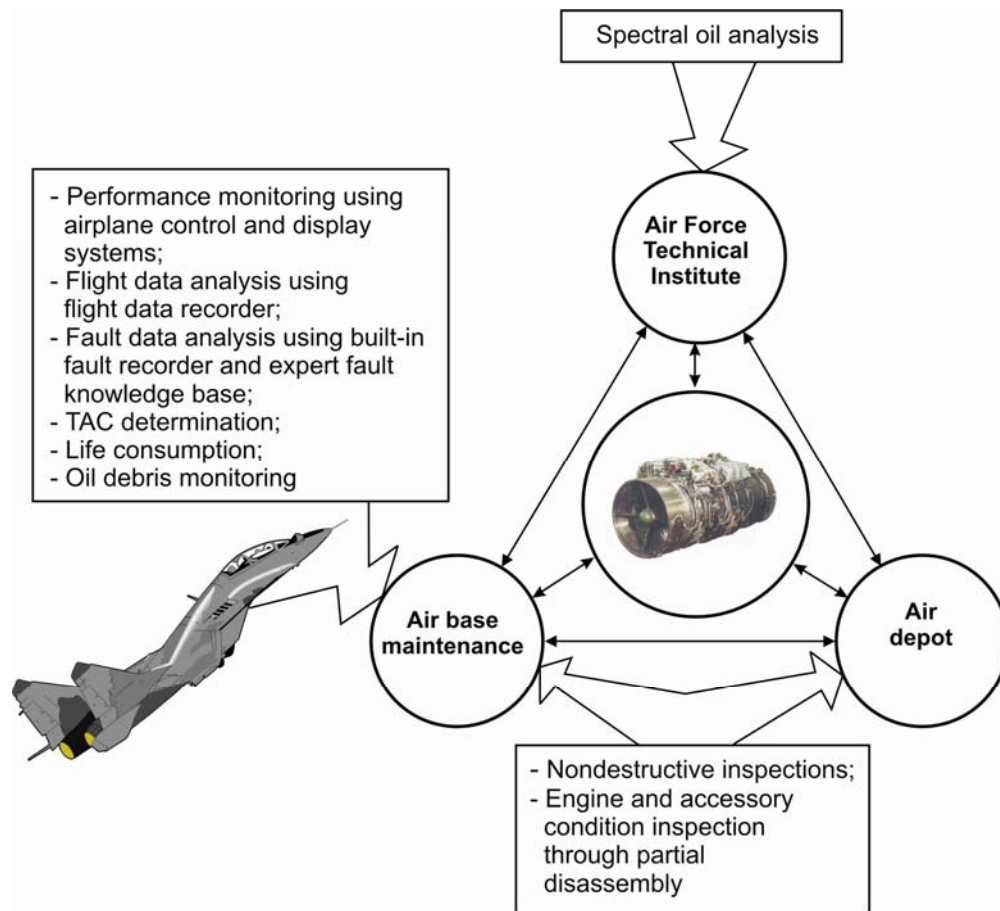 Spectral oil analysis
- Performance monitoring using
airplane control and display
systems;
- Flight data analysis using
flight data recorder;
- Fault data analysis using built-in
fault recorder and expert fault
knowledge base;
- TAC determination;
- Life consumption;
- Oil debris monitoring
Air Force
Technical
Institute
Air base
maintenance
Air
depot
- Nondestructive inspections;
- Engine and accessory
condition inspection
through partial
disassembly